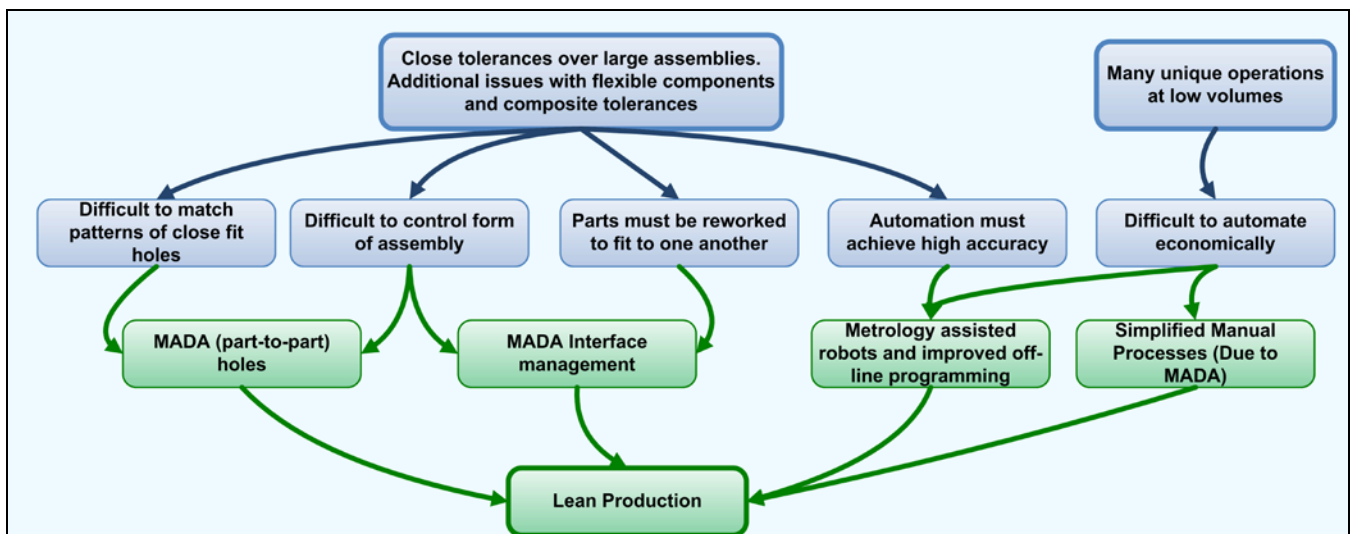 Close tolerances over large assemblies.
Additional issues with flexible components
and composite tolerances
Many unique operations
at low volumes
Difficult to match
patterns of close fit
holes
Difficult to control form
of assembly
Parts must be reworked
to fit to one another
Automation must
achieve high accuracy
Difficult to automate
economically
MADA (part-to-part)
holes
MADA Interface
management
Metrology assisted
robots and improved off-
line programming
Simplified Manual
Processes (Due to
MADA)
Lean Production